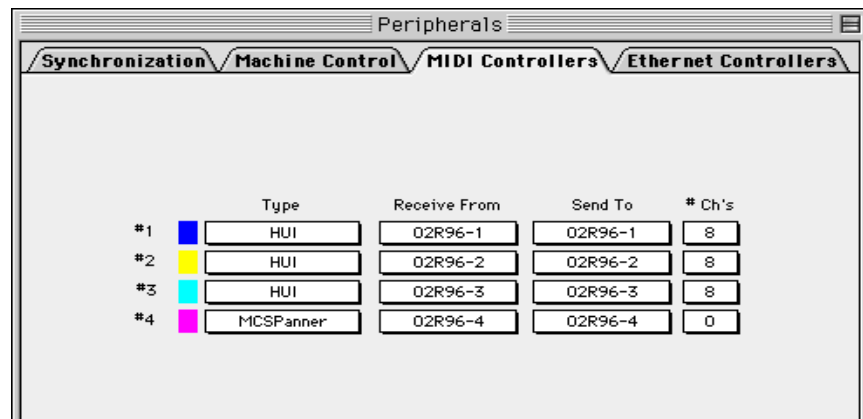 Peripherals
Synchronization Machine Control MIDI Controllers Ethernet Controllers
Type Receive From Send To # Ch's
#1 HUI 02R96-1 02R96-1 8
#2 HUI 02R96-2 02R96-2 8
#3 HUI 02R96-3 02R96-3 8
#4 MCSPanner 02R96-4 02R96-4 0